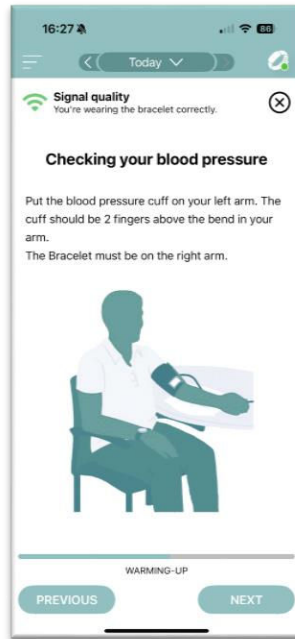 16:27
86
Today
Signal quality
You're wearing the bracelet correctly.
Checking your blood pressure
Put the blood pressure cuff on your left arm. The
cuff should be 2 fingers above the bend in your
arm.
The Bracelet must be on the right arm.
WARMING-UP
PREVIOUS
NEXT